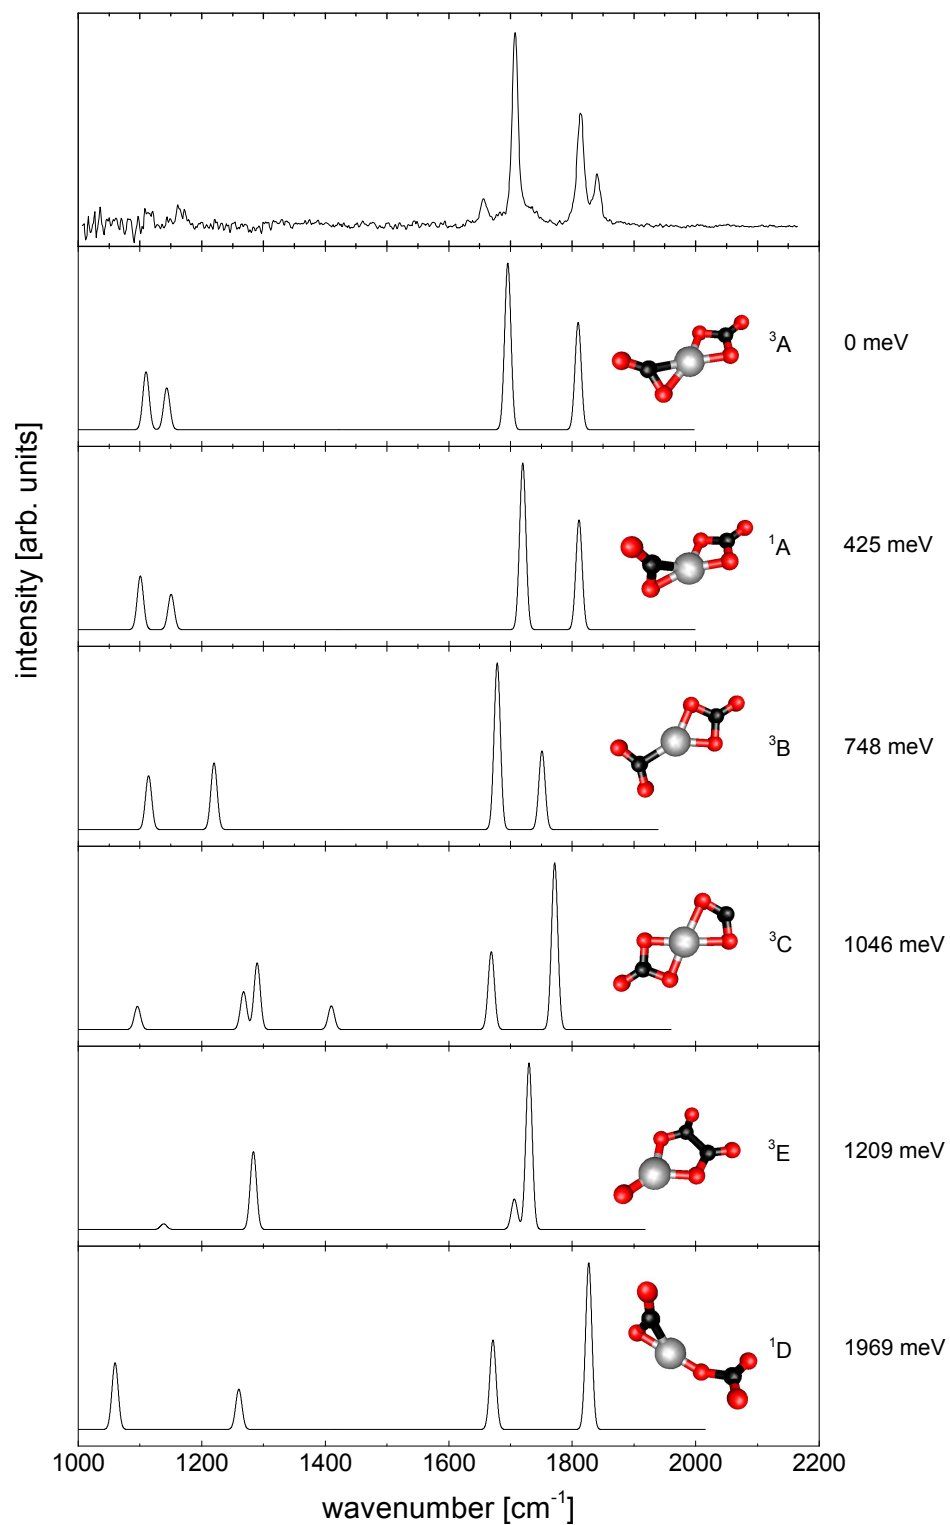 ³A
0 meV
¹A
425 meV
³B
748 meV
³C
1046 meV
³E
1209 meV
¹D
1969 meV
intensity [arb. units]
1000 1200 1400 1600 1800 2000 2200
wavenumber [cm⁻¹]